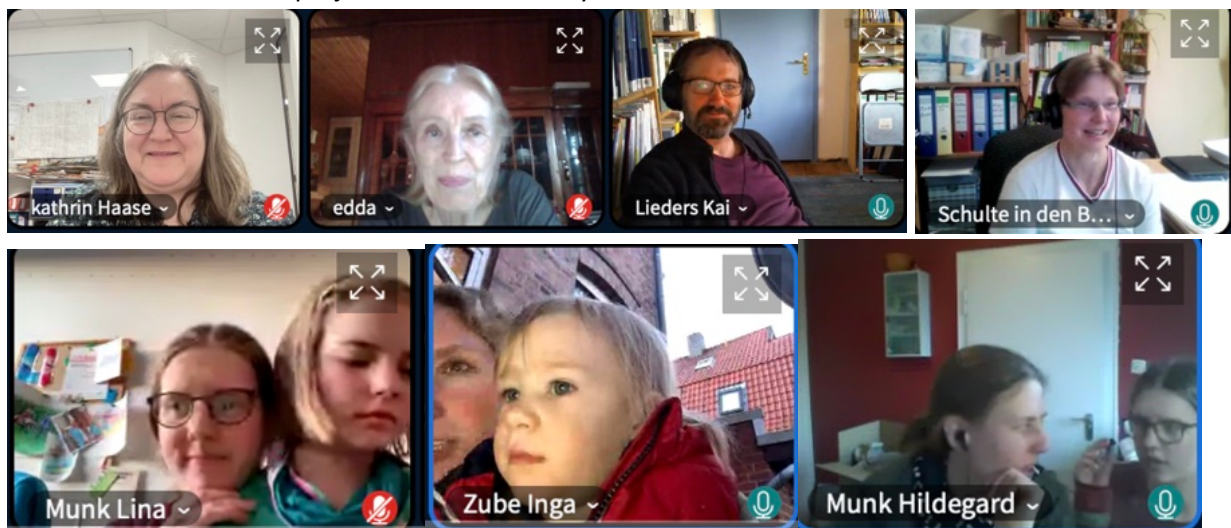 kathrin Haase
edda
Lieders Kai
Schulte in den B...
Munk Lina
Zube Inga
Munk Hildegard